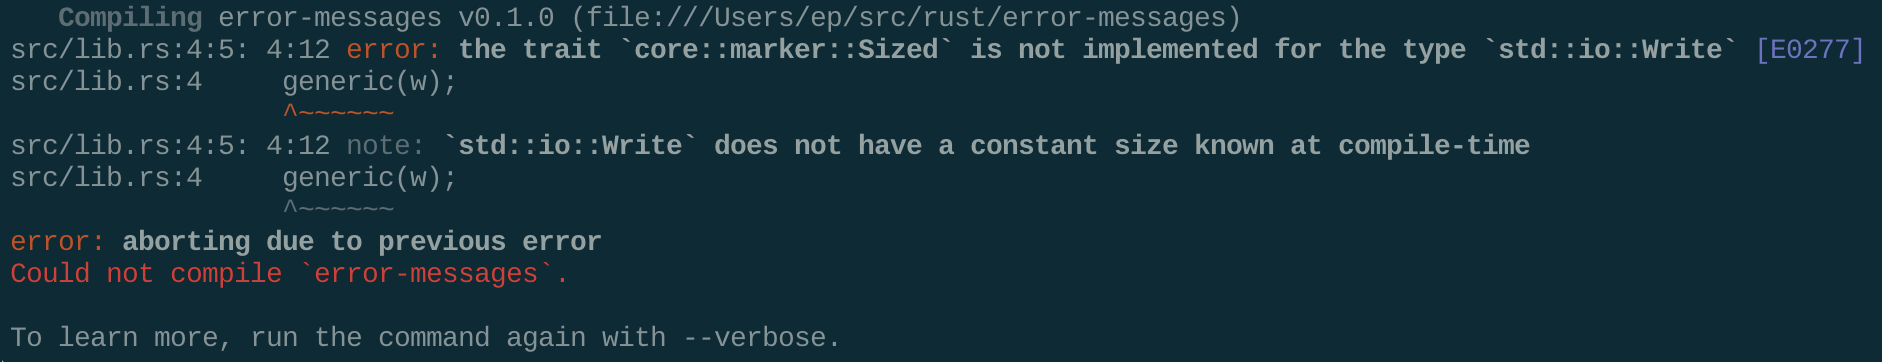 Compiling error-messages v0.1.0 (file:///Users/ep/src/rust/error-messages)
src/lib.rs:4:5: 4:12 error: the trait `core::marker::Sized` is not implemented for the type `std::io::Write` [E0277]
src/lib.rs:4     generic(w);
                 ^~~~~~~
src/lib.rs:4:5: 4:12 note: `std::io::Write` does not have a constant size known at compile-time
src/lib.rs:4     generic(w);
                 ^~~~~~~
error: aborting due to previous error
Could not compile `error-messages`.
To learn more, run the command again with --verbose.